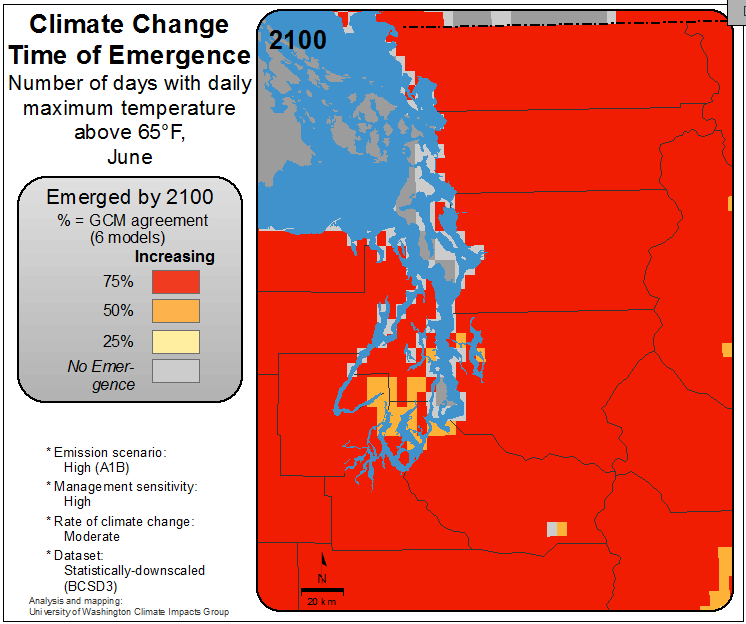 Climate Change
Time of Emergence
Number of days with daily
maximum temperature
above 65°F,
June
2100
Emerged by 2100
% = GCM agreement
(6 models)
Increasing
75%
50%
25%
No Emer-
gence
* Emission scenario:
High (A1B)
* Management sensitivity:
High
* Rate of climate change:
Moderate
* Dataset:
Statistically-downscaled
(BCSD3)
Analysis and mapping:
University of Washington Climate Impacts Group
N
20 km